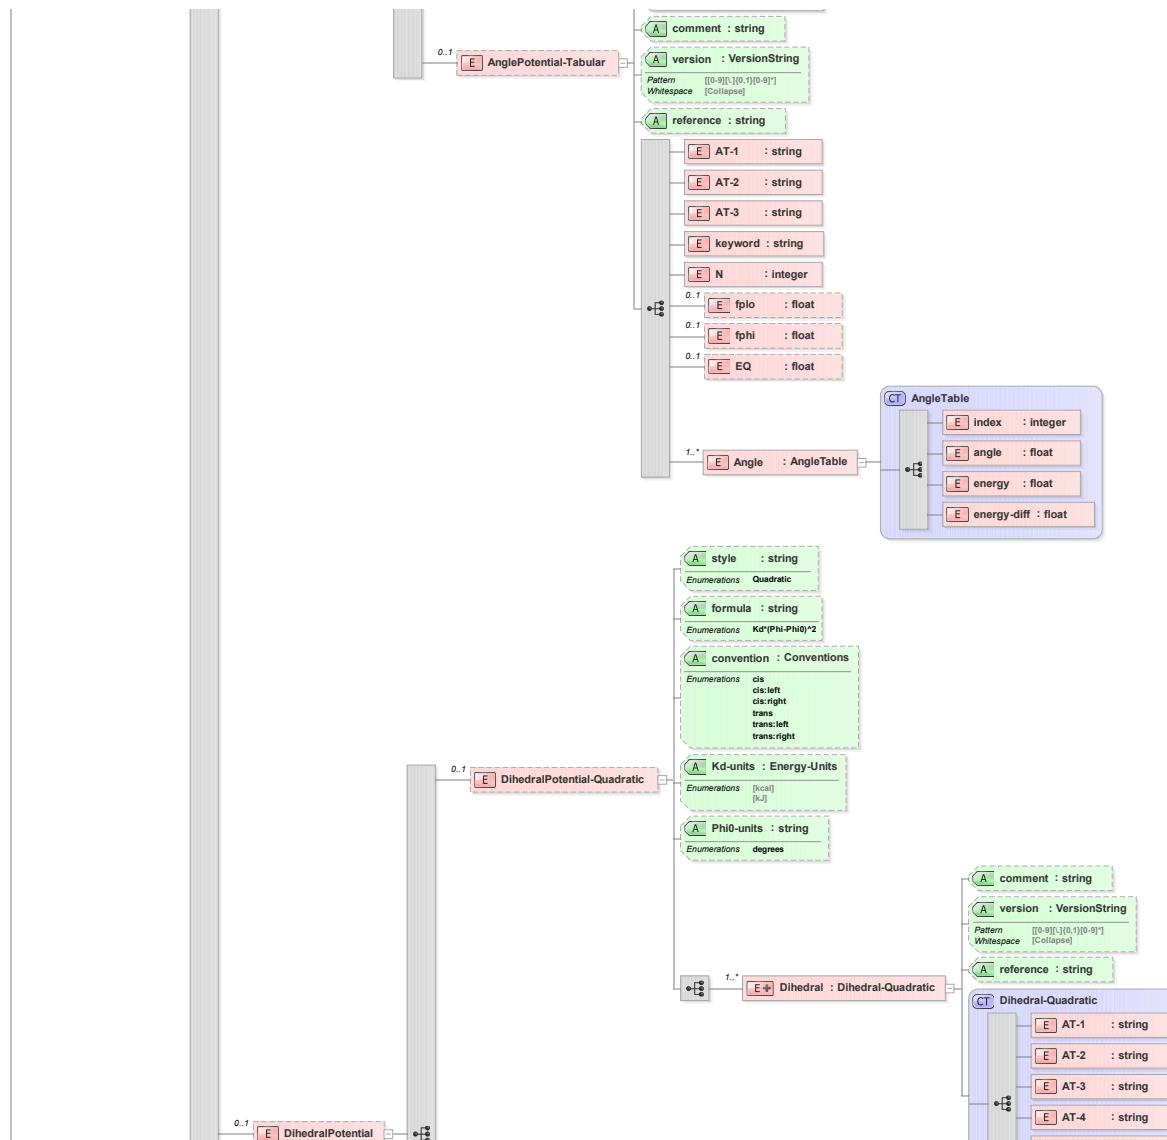 A comment : string
0..1
E AnglePotential-Tabular
A version : VersionString
Pattern [[0-9][\.]{0,1}[0-9]*]
Whitespace [Collapse]
A reference : string
E AT-1 : string
E AT-2 : string
E AT-3 : string
E keyword : string
E N : integer
0..1
E fplo : float
0..1
E fphi : float
0..1
E EQ : float
CT AngleTable
E index : integer
1..*
E Angle : AngleTable
E angle : float
E energy : float
E energy-diff : float
A style : string
Enumerations Quadratic
A formula : string
Enumerations Kd*(Phi-Phi0)^2
A convention : Conventions
Enumerations cis
cis:left
cis:right
trans
trans:left
trans:right
0..1
E DihedralPotential-Quadratic
A Kd-units : Energy-Units
Enumerations [kcal]
[kJ]
A Phi0-units : string
Enumerations degrees
A comment : string
A version : VersionString
Pattern [[0-9][\.]{0,1}[0-9]*]
Whitespace [Collapse]
A reference : string
1..*
E+ Dihedral : Dihedral-Quadratic
CT Dihedral-Quadratic
E AT-1 : string
E AT-2 : string
E AT-3 : string
E AT-4 : string
0..1
E DihedralPotential